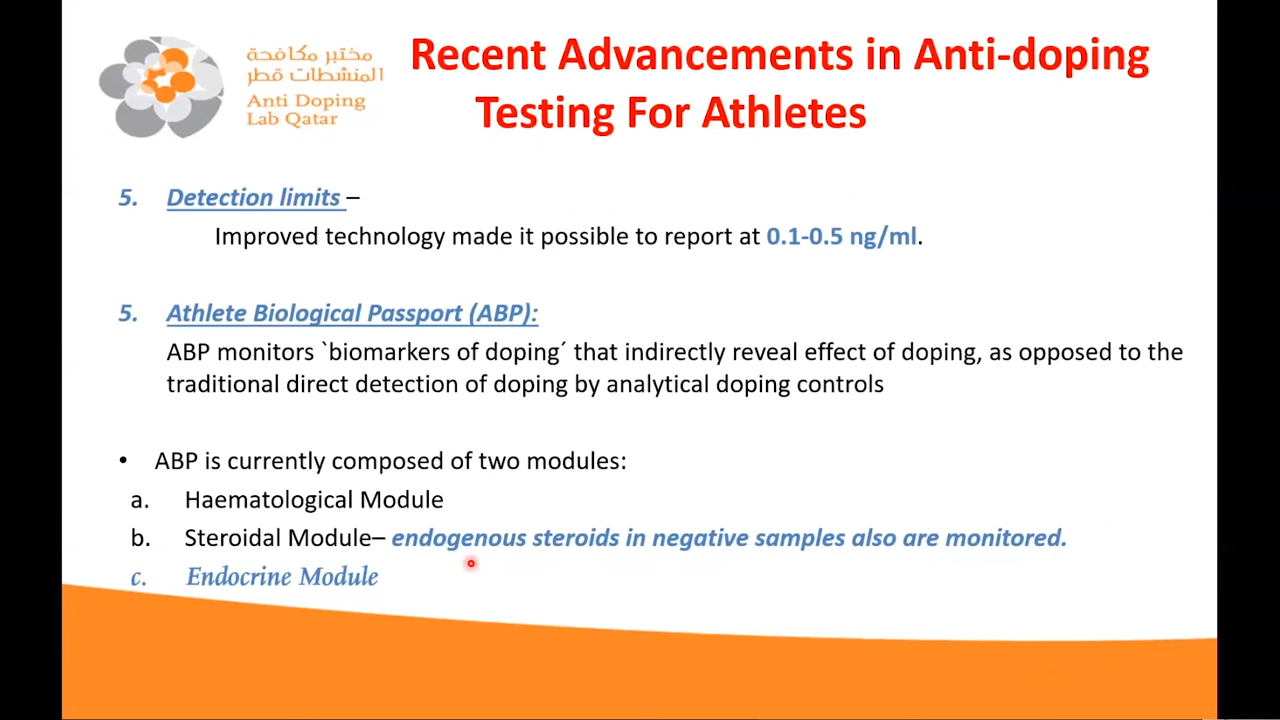 مختبر مكافحة
المنشطات قطر
Anti Doping
Lab Qatar
Recent Advancements in Anti-doping
Testing For Athletes
5. Detection limits –
Improved technology made it possible to report at 0.1-0.5 ng/ml.
5. Athlete Biological Passport (ABP):
ABP monitors `biomarkers of doping´ that indirectly reveal effect of doping, as opposed to the
traditional direct detection of doping by analytical doping controls
• ABP is currently composed of two modules:
a. Haematological Module
b. Steroidal Module– endogenous steroids in negative samples also are monitored.
c. Endocrine Module